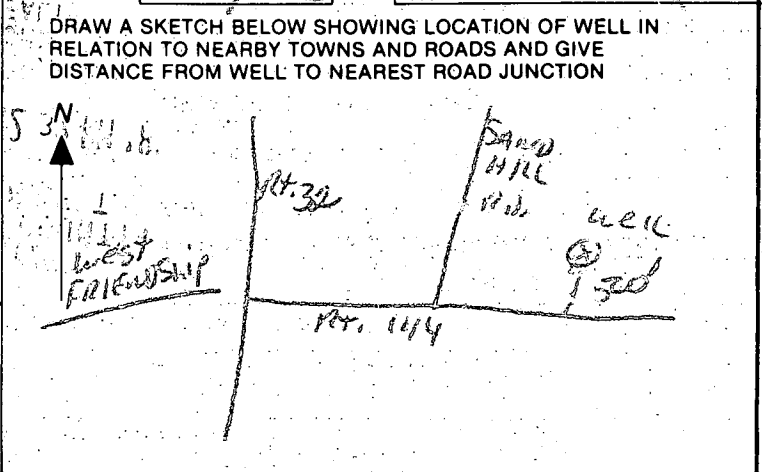 DRAW A SKETCH BELOW SHOWING LOCATION OF WELL IN
RELATION TO NEARBY TOWNS AND ROADS AND GIVE
DISTANCE FROM WELL TO NEAREST ROAD JUNCTION
N
Rt. 32
SAND
HILL
Rd.
well
West
FRIENDSHIP
Rt. 144